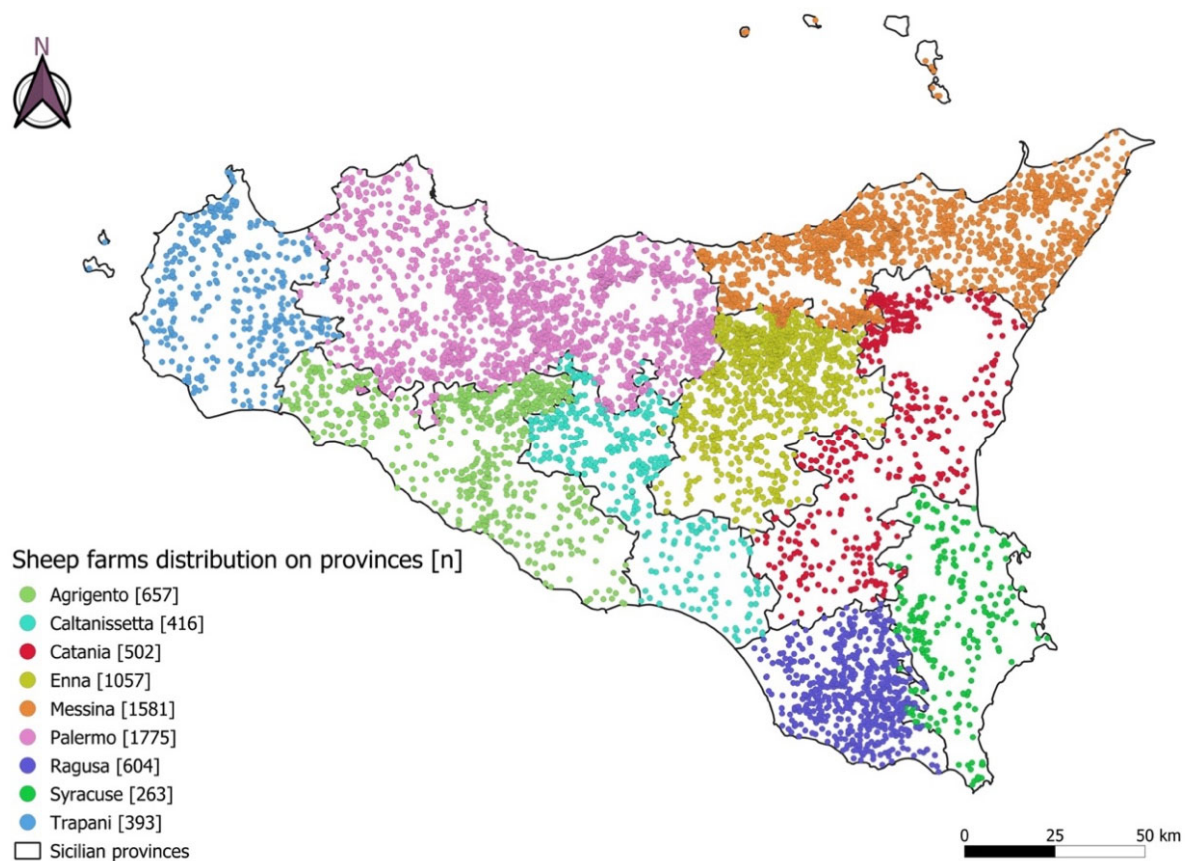 N
Sheep farms distribution on provinces [n]
Agrigento [657]
Caltanissetta [416]
Catania [502]
Enna [1057]
Messina [1581]
Palermo [1775]
Ragusa [604]
Syracuse [263]
Trapani [393]
Sicilian provinces
0 25 50 km